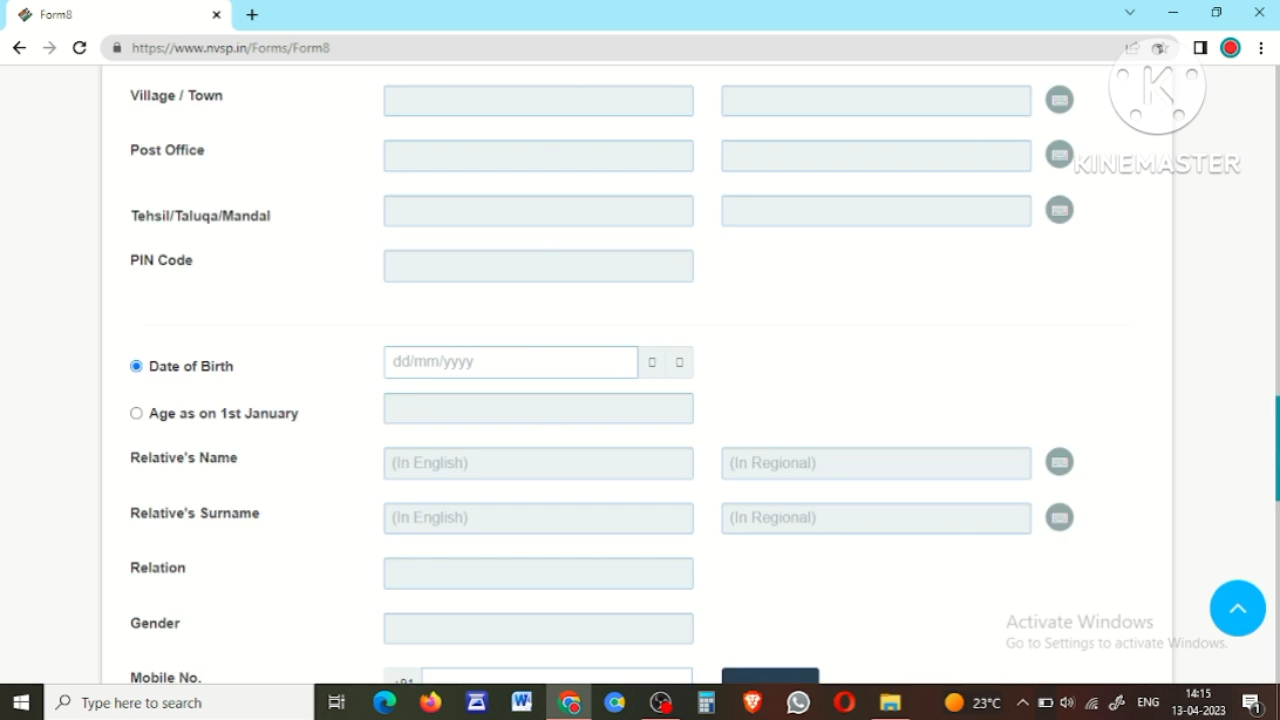 Form8
https://www.nvsp.in/Forms/Form8
Village / Town
Post Office
Tehsil/Taluqa/Mandal
PIN Code
Date of Birth
dd/mm/yyyy
Age as on 1st January
Relative's Name
(In English)
(In Regional)
Relative's Surname
(In English)
(In Regional)
Relation
Gender
Mobile No.
+91
K
KINEMASTER
Activate Windows
Go to Settings to activate Windows.
Type here to search
23°C
ENG
14:15
13-04-2023
1